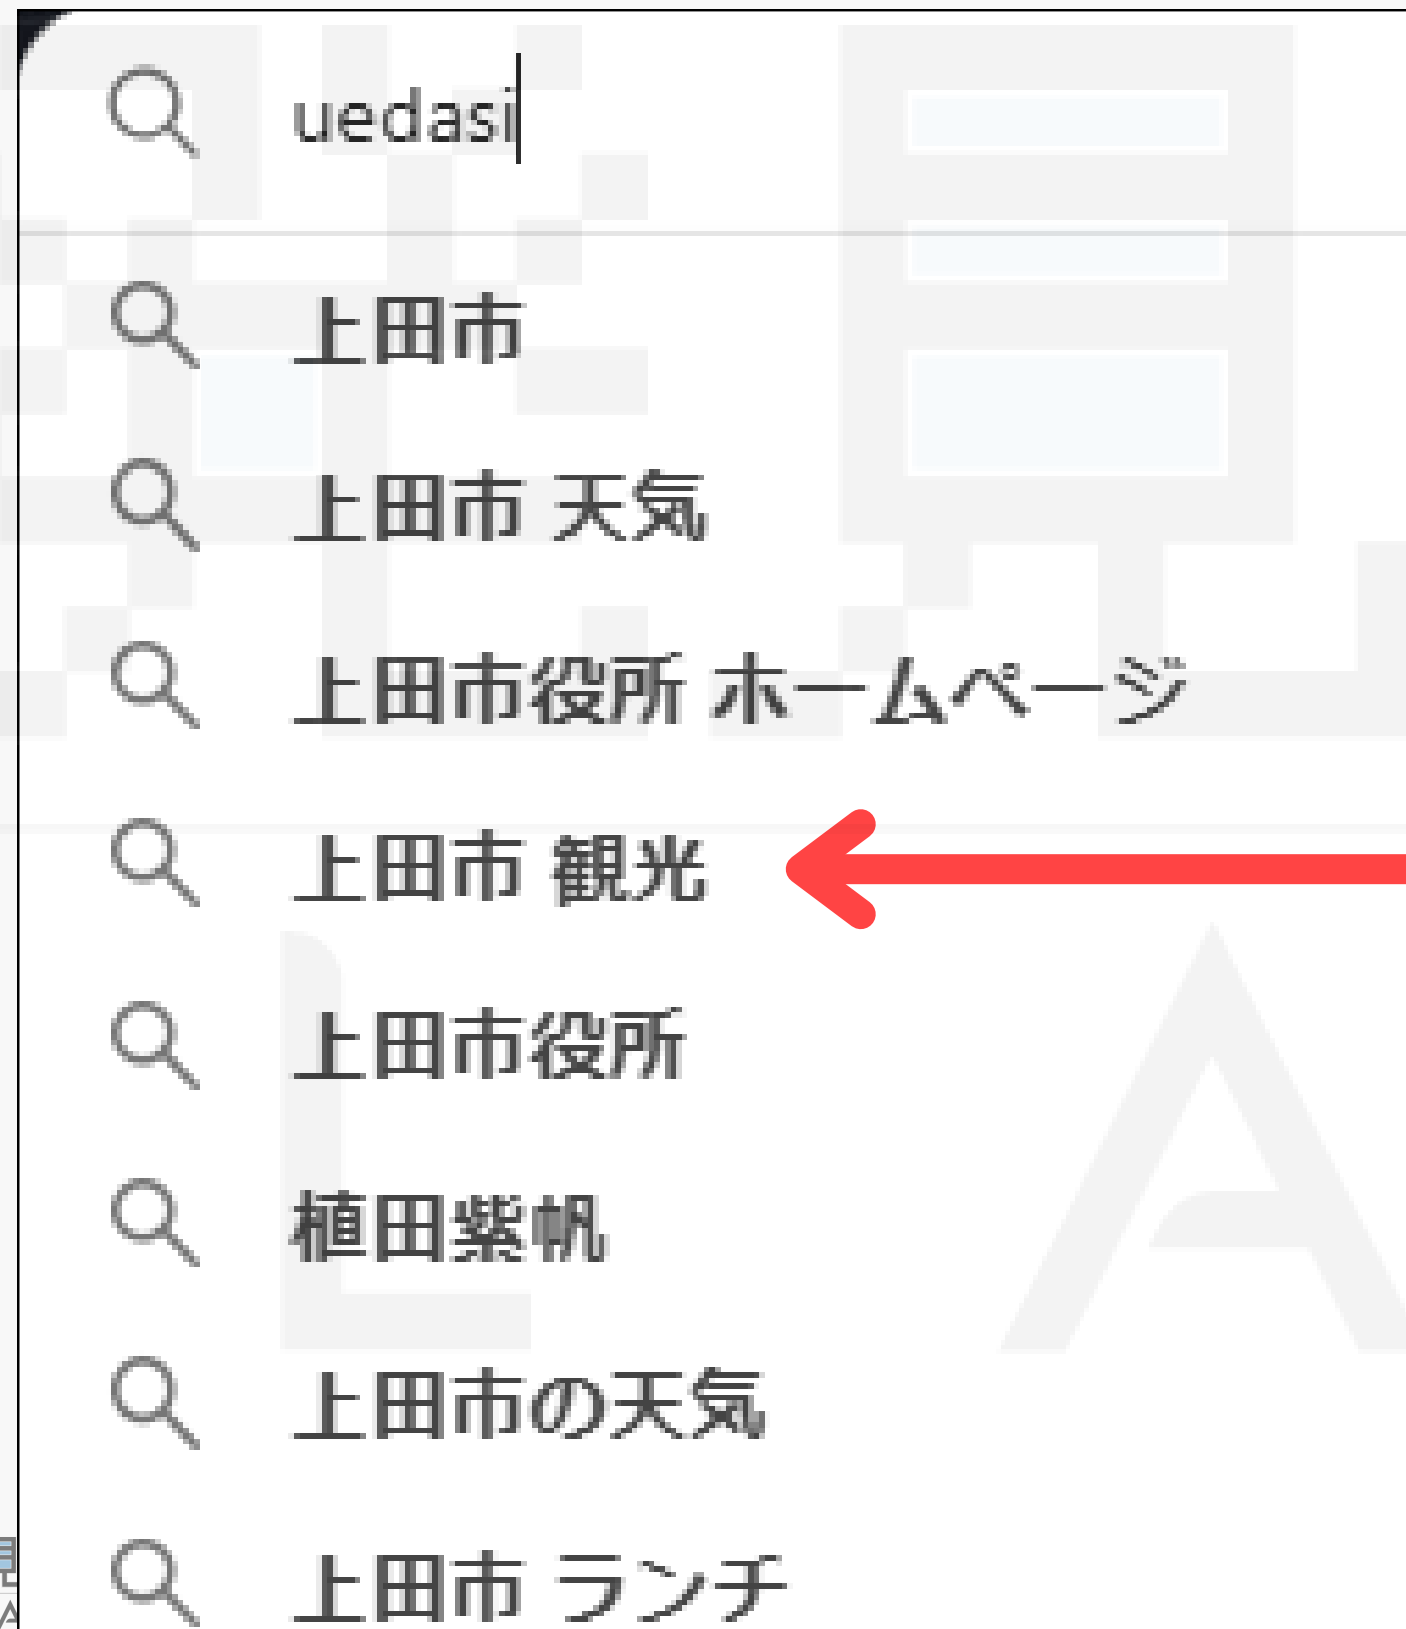 uedasi
上田市
上田市 天気
上田市役所 ホームページ
上田市 観光
上田市役所
植田紫帆
上田市の天気
上田市 ランチ